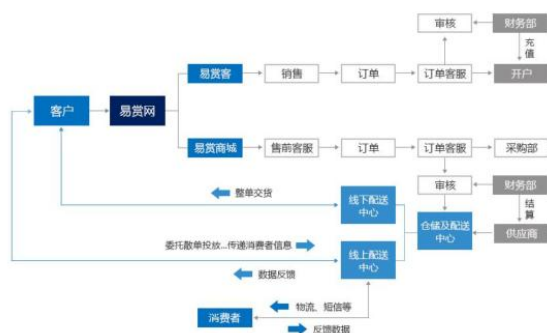 审核
财务部
充值
易赏客
销售
订单
订单客服
开户
客户
易赏网
易赏商城
售前客服
订单
订单客服
采购部
整单交货
线下配送
中心
审核
财务部
结算
仓储及配送
中心
供应商
委托散单投放...传递消费者信息
线上配送
中心
数据反馈
物流、短信等
消费者
反馈数据